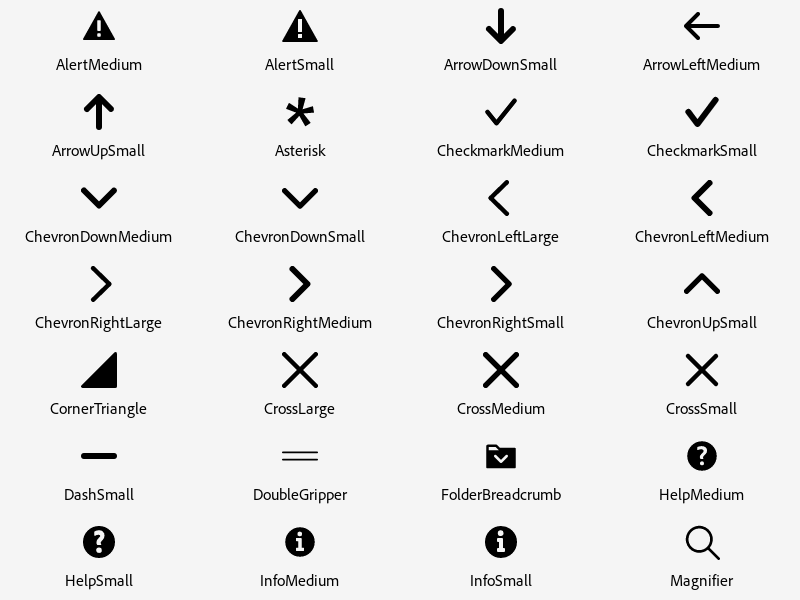 AlertMedium
AlertSmall
ArrowDownSmall
ArrowLeftMedium
ArrowUpSmall
Asterisk
CheckmarkMedium
CheckmarkSmall
ChevronDownMedium
ChevronDownSmall
ChevronLeftLarge
ChevronLeftMedium
ChevronRightLarge
ChevronRightMedium
ChevronRightSmall
ChevronUpSmall
CornerTriangle
CrossLarge
CrossMedium
CrossSmall
DashSmall
DoubleGripper
FolderBreadcrumb
HelpMedium
HelpSmall
InfoMedium
InfoSmall
Magnifier